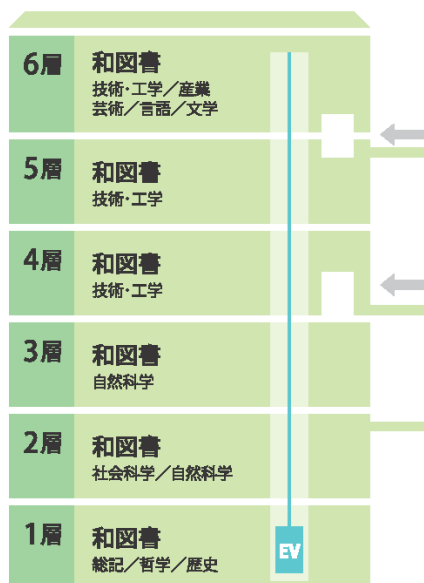 6層
和図書
技術・工学／産業
芸術／言語／文学
5層
和図書
技術・工学
4層
和図書
技術・工学
3層
和図書
自然科学
2層
和図書
社会科学／自然科学
1層
和図書
総記／哲学／歴史
EV